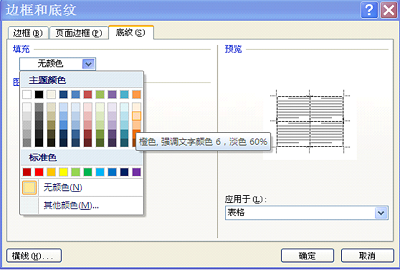 边框和底纹
边框(B) 页面边框(P) 底纹(S)
填充
预览
无颜色
主题颜色
图
橙色, 强调文字颜色 6, 淡色 60%
标准色
无颜色(N)
其他颜色(M)...
应用于(L):
表格
横线(H)... 确定 取消